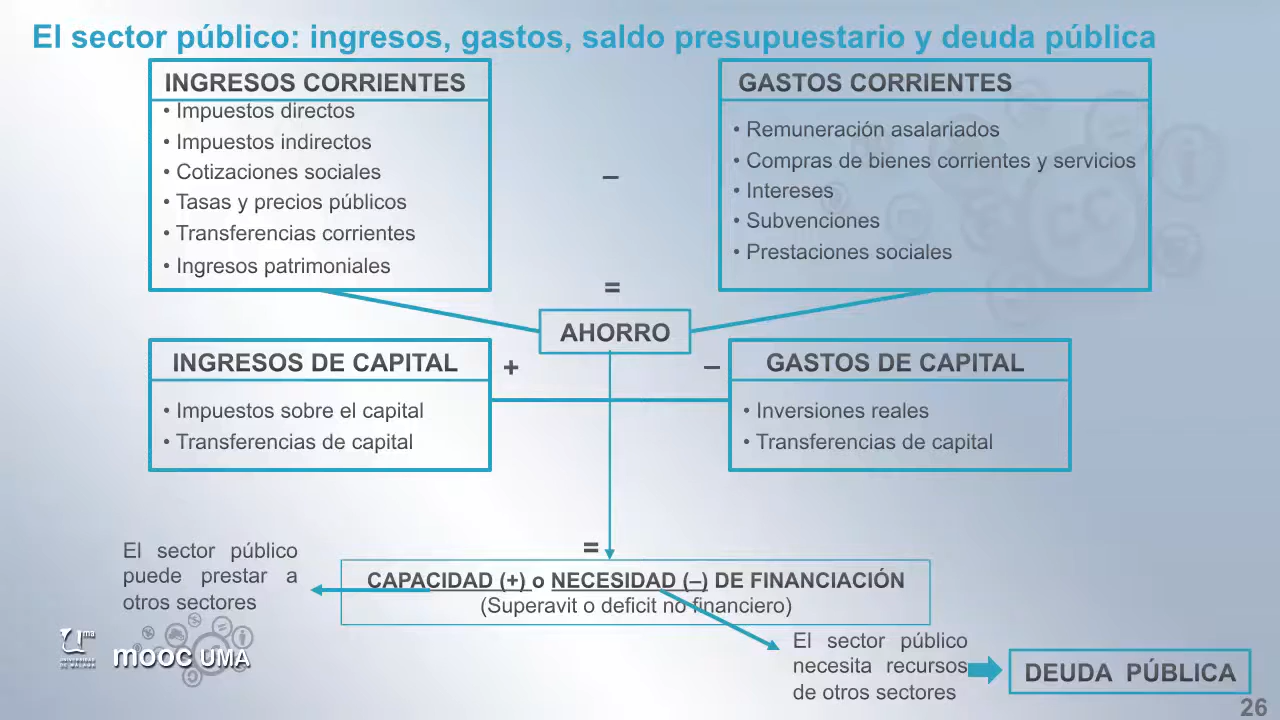 El sector público: ingresos, gastos, saldo presupuestario y deuda pública
INGRESOS CORRIENTES
• Impuestos directos
• Impuestos indirectos
• Cotizaciones sociales
• Tasas y precios públicos
• Transferencias corrientes
• Ingresos patrimoniales
–
GASTOS CORRIENTES
• Remuneración asalariados
• Compras de bienes corrientes y servicios
• Intereses
• Subvenciones
• Prestaciones sociales
=
AHORRO
INGRESOS DE CAPITAL
• Impuestos sobre el capital
• Transferencias de capital
+
–
GASTOS DE CAPITAL
• Inversiones reales
• Transferencias de capital
=
CAPACIDAD (+) o NECESIDAD (–) DE FINANCIACIÓN
(Superavit o deficit no financiero)
El sector público
puede prestar a
otros sectores
El sector público
necesita recursos
de otros sectores
DEUDA PÚBLICA
uma
UNIVERSIDAD
DE MÁLAGA
mooc UMA
26